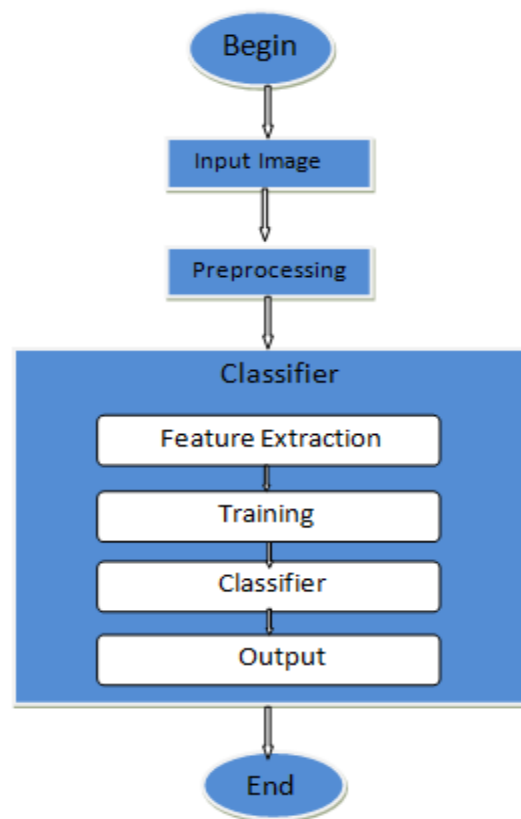 Begin
Input Image
Preprocessing
Classifier
Feature Extraction
Training
Classifier
Output
End